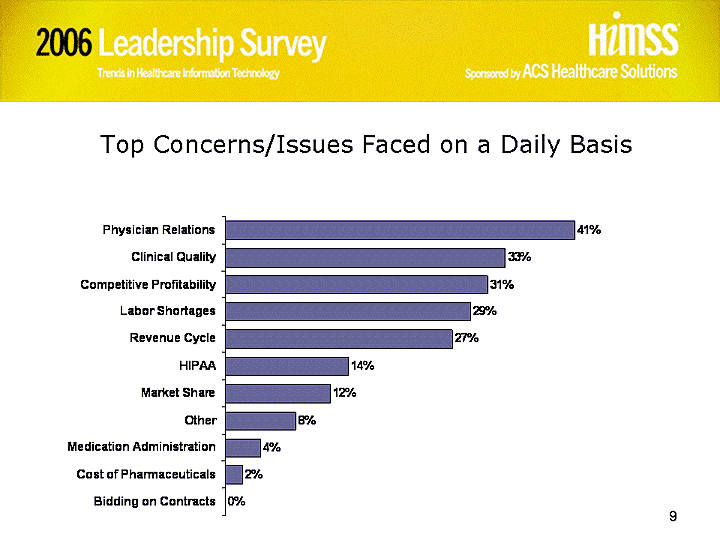 2006 Leadership Survey
HIMSS
Trends in Healthcare Information Technology
Sponsored by ACS Healthcare Solutions
Top Concerns/Issues Faced on a Daily Basis
Physician Relations 41%
Clinical Quality 33%
Competitive Profitability 31%
Labor Shortages 29%
Revenue Cycle 27%
HIPAA 14%
Market Share 12%
Other 8%
Medication Administration 4%
Cost of Pharmaceuticals 2%
Bidding on Contracts 0%
9